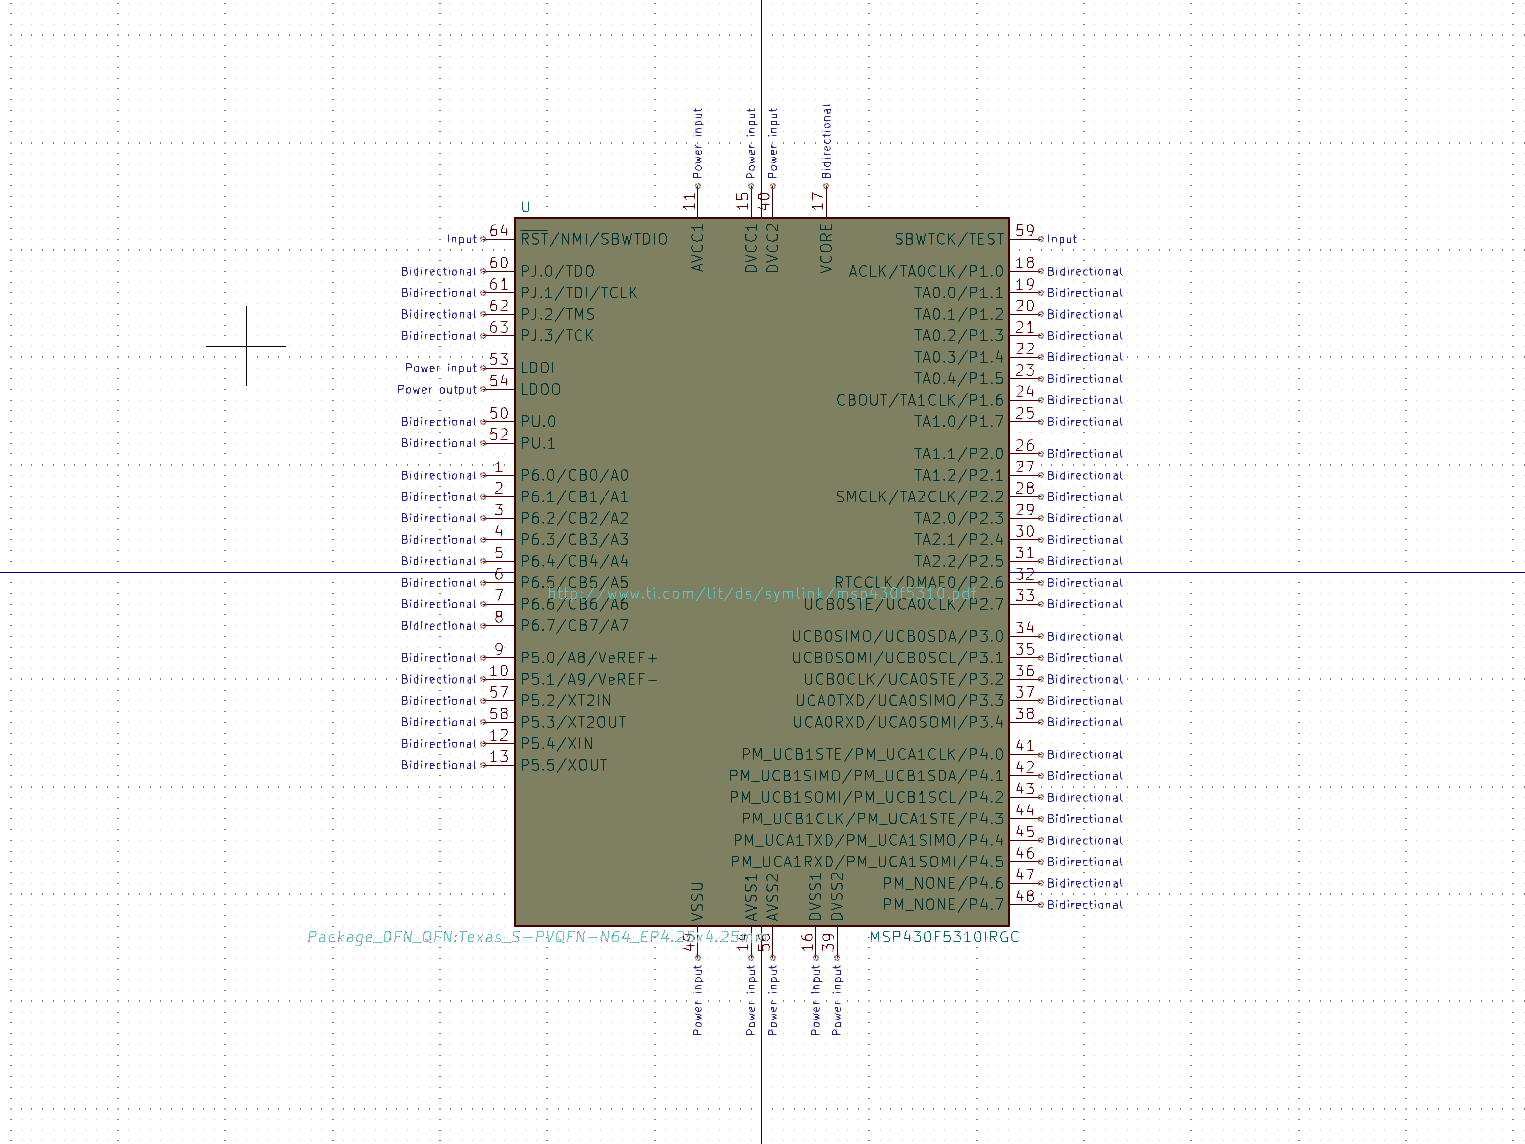 Power input
Power input
Power input
Bidirectional
11
15
40
17
U
AVCC1
DVCC1
DVCC2
VCORE
Input 64 RST/NMI/SBWTDIO
Bidirectional 60 PJ.0/TDO
Bidirectional 61 PJ.1/TDI/TCLK
Bidirectional 62 PJ.2/TMS
Bidirectional 63 PJ.3/TCK
Power input 53 LDOI
Power output 54 LDOO
Bidirectional 50 PU.0
Bidirectional 52 PU.1
Bidirectional 1 P6.0/CB0/A0
Bidirectional 2 P6.1/CB1/A1
Bidirectional 3 P6.2/CB2/A2
Bidirectional 4 P6.3/CB3/A3
Bidirectional 5 P6.4/CB4/A4
Bidirectional 6 P6.5/CB5/A5
Bidirectional 7 P6.6/CB6/A6
Bidirectional 8 P6.7/CB7/A7
Bidirectional 9 P5.0/A8/VeREF+
Bidirectional 10 P5.1/A9/VeREF-
Bidirectional 57 P5.2/XT2IN
Bidirectional 58 P5.3/XT2OUT
Bidirectional 12 P5.4/XIN
Bidirectional 13 P5.5/XOUT
SBWTCK/TEST 59 Input
ACLK/TA0CLK/P1.0 18 Bidirectional
TA0.0/P1.1 19 Bidirectional
TA0.1/P1.2 20 Bidirectional
TA0.2/P1.3 21 Bidirectional
TA0.3/P1.4 22 Bidirectional
TA0.4/P1.5 23 Bidirectional
CBOUT/TA1CLK/P1.6 24 Bidirectional
TA1.0/P1.7 25 Bidirectional
TA1.1/P2.0 26 Bidirectional
TA1.2/P2.1 27 Bidirectional
SMCLK/TA2CLK/P2.2 28 Bidirectional
TA2.0/P2.3 29 Bidirectional
TA2.1/P2.4 30 Bidirectional
TA2.2/P2.5 31 Bidirectional
RTCCLK/DMAE0/P2.6 32 Bidirectional
http://www.ti.com/lit/ds/symlink/msp430f5310.pdf
UCB0STE/UCA0CLK/P2.7 33 Bidirectional
UCB0SIMO/UCB0SDA/P3.0 34 Bidirectional
UCB0SOMI/UCB0SCL/P3.1 35 Bidirectional
UCB0CLK/UCA0STE/P3.2 36 Bidirectional
UCA0TXD/UCA0SIMO/P3.3 37 Bidirectional
UCA0RXD/UCA0SOMI/P3.4 38 Bidirectional
PM_UCB1STE/PM_UCA1CLK/P4.0 41 Bidirectional
PM_UCB1SIMO/PM_UCB1SDA/P4.1 42 Bidirectional
PM_UCB1SOMI/PM_UCB1SCL/P4.2 43 Bidirectional
PM_UCB1CLK/PM_UCA1STE/P4.3 44 Bidirectional
PM_UCA1TXD/PM_UCA1SIMO/P4.4 45 Bidirectional
PM_UCA1RXD/PM_UCA1SOMI/P4.5 46 Bidirectional
PM_NONE/P4.6 47 Bidirectional
PM_NONE/P4.7 48 Bidirectional
VSSU
AVSS1
AVSS2
DVSS1
DVSS2
Package_DFN_QFN:Texas_S-PVQFN-N64_EP4.25x4.25mm
MSP430F5310IRGC
49
14
56
16
39
Power input
Power input
Power input
Power Input
Power input